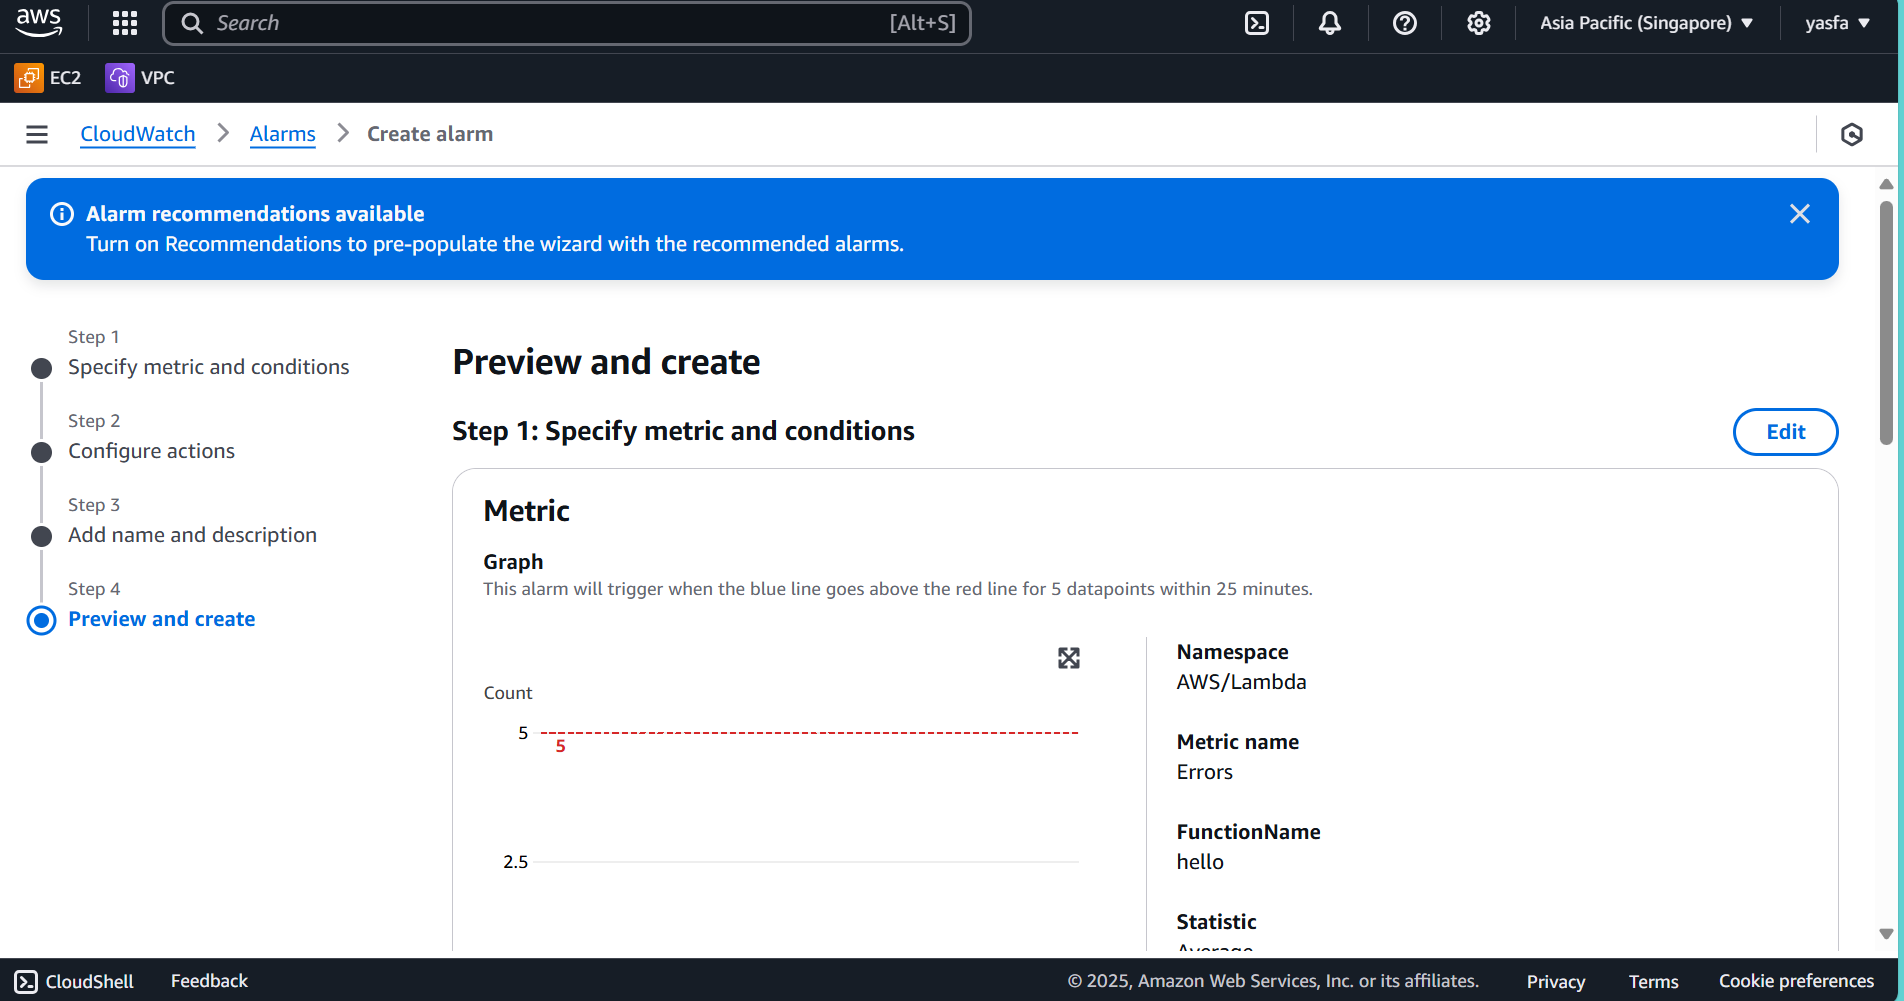 aws
Search [Alt+S]
Asia Pacific (Singapore)
yasfa
EC2
VPC
CloudWatch
Alarms
Create alarm
Alarm recommendations available
Turn on Recommendations to pre-populate the wizard with the recommended alarms.
Step 1
Specify metric and conditions
Step 2
Configure actions
Step 3
Add name and description
Step 4
Preview and create
Preview and create
Step 1: Specify metric and conditions
Edit
Metric
Graph
This alarm will trigger when the blue line goes above the red line for 5 datapoints within 25 minutes.
Count
5
5
2.5
Namespace
AWS/Lambda
Metric name
Errors
FunctionName
hello
Statistic
Average
CloudShell
Feedback
© 2025, Amazon Web Services, Inc. or its affiliates.
Privacy
Terms
Cookie preferences